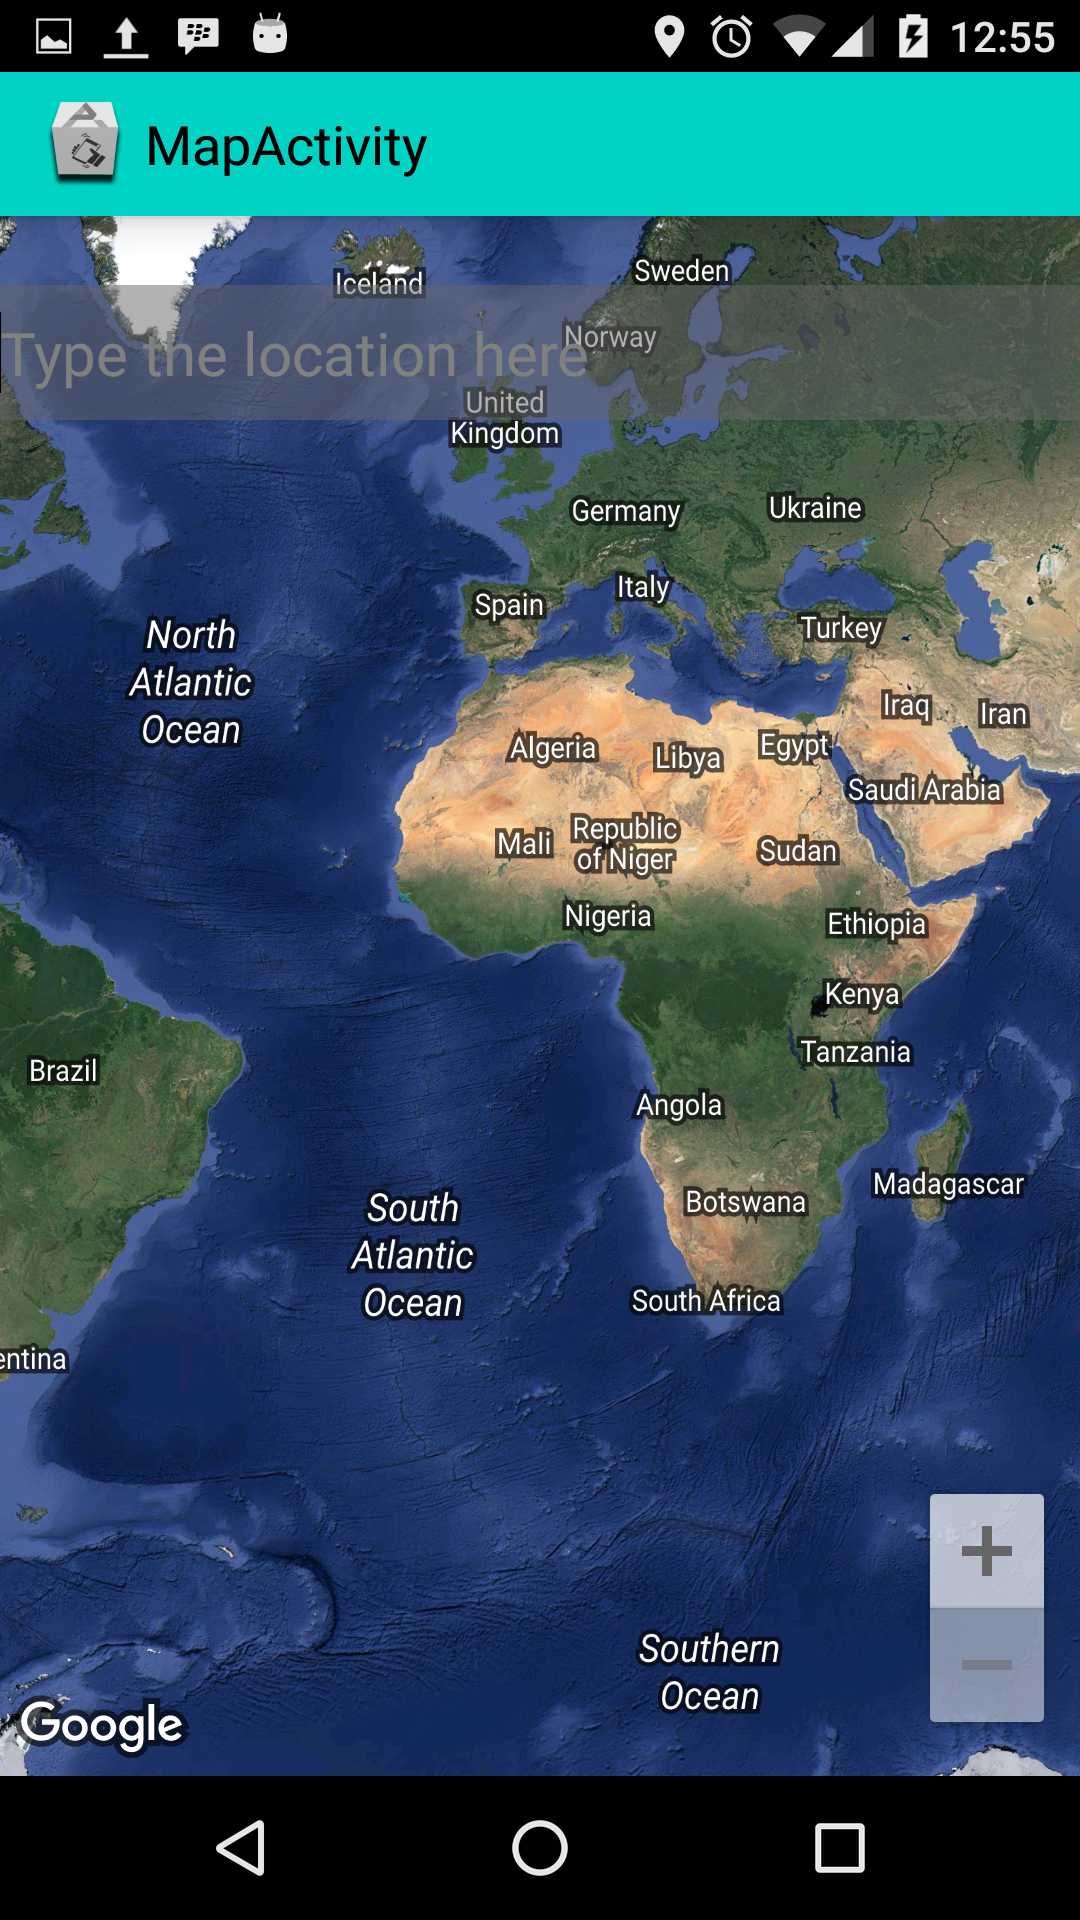 12:55
MapActivity
Iceland
Sweden
Norway
Type the location here
United
Kingdom
Germany
Ukraine
Italy
Spain
Turkey
North
Atlantic
Ocean
Iraq
Iran
Algeria
Libya
Egypt
Saudi Arabia
Mali
Republic
of Niger
Sudan
Nigeria
Ethiopia
Kenya
Tanzania
Brazil
Angola
Madagascar
Botswana
South
Atlantic
Ocean
South Africa
entina
Southern
Ocean
Google